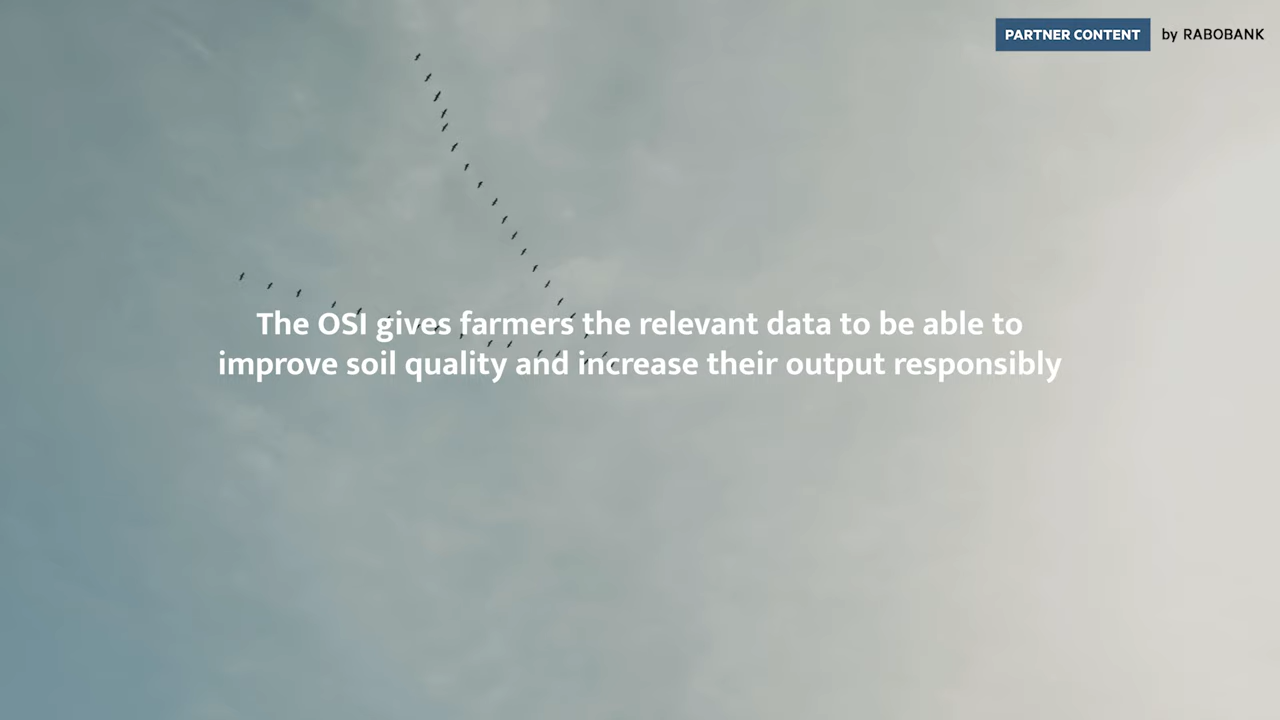 PARTNER CONTENT by RABOBANK
The OSI gives farmers the relevant data to be able to
improve soil quality and increase their output responsibly